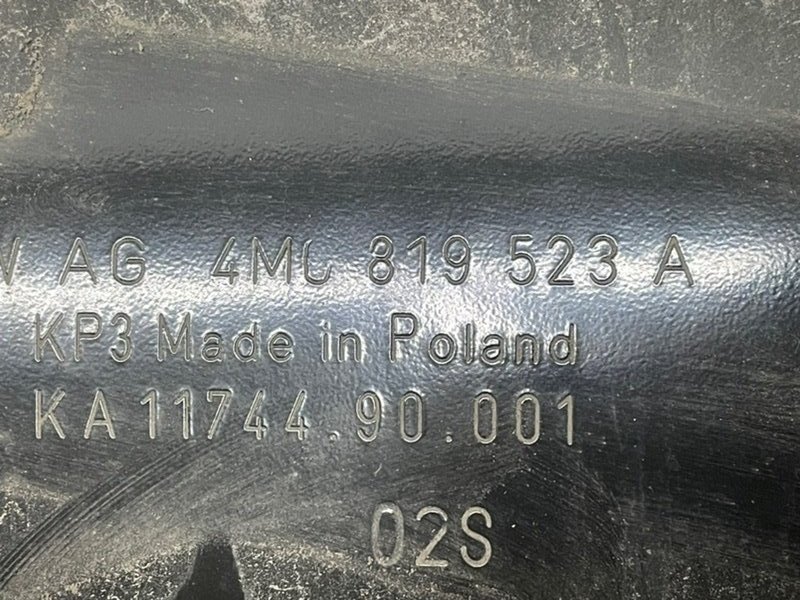 AG 4M0 819 523 A
KP3 Made in Poland
KA 11744.90.001
02S